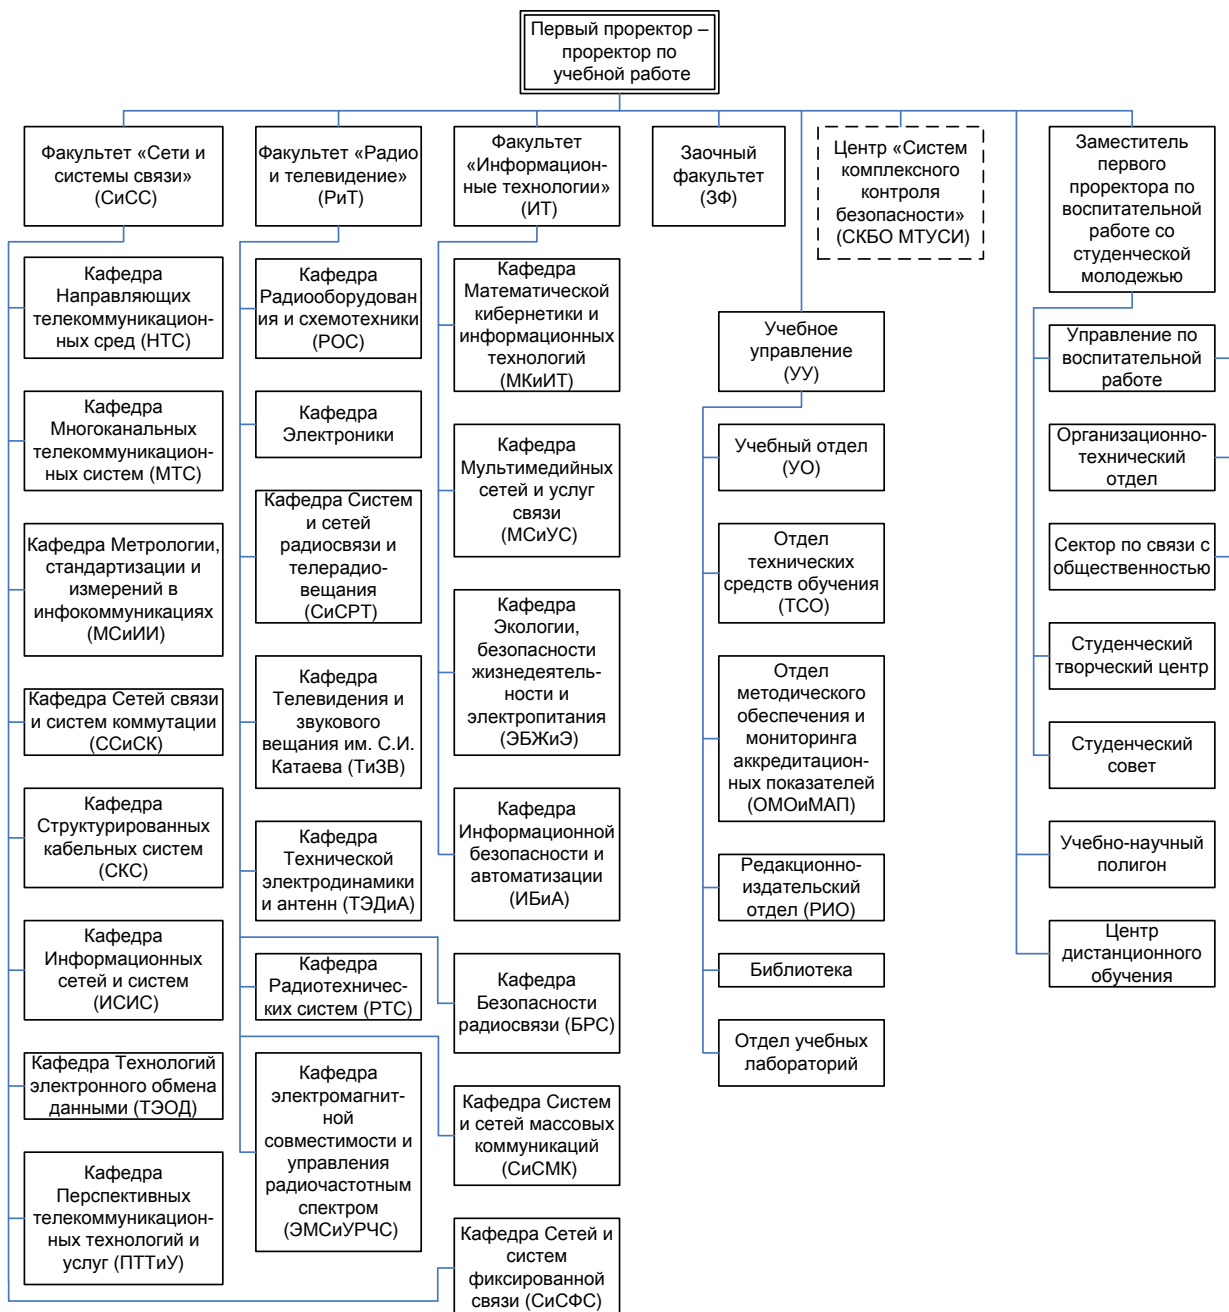 Первый проректор –
проректор по
учебной работе
Факультет «Сети и
системы связи»
(СиСС)
Факультет «Радио
и телевидение»
(РиТ)
Факультет
«Информацион-
ные технологии»
(ИТ)
Заочный
факультет
(ЗФ)
Центр «Систем
комплексного
контроля
безопасности»
(СКБО МТУСИ)
Заместитель
первого
проректора по
воспитательной
работе со
студенческой
молодежью
Кафедра
Направляющих
телекоммуникацион-
ных сред (НТС)
Кафедра
Многоканальных
телекоммуникацион-
ных систем (МТС)
Кафедра Метрологии,
стандартизации и
измерений в
инфокоммуникациях
(МСиИИ)
Кафедра Сетей связи
и систем коммутации
(ССиСК)
Кафедра
Структурированных
кабельных систем
(СКС)
Кафедра
Информационных
сетей и систем
(ИСИС)
Кафедра Технологий
электронного обмена
данными (ТЭОД)
Кафедра
Перспективных
телекоммуникацион-
ных технологий и
услуг (ПТТиУ)
Кафедра
Радиооборудован
ия и схемотехники
(РОС)
Кафедра
Электроники
Кафедра Систем
и сетей
радиосвязи и
телерадио-
вещания
(СиСРТ)
Кафедра
Телевидения и
звукового
вещания им. С.И.
Катаева (ТиЗВ)
Кафедра
Технической
электродинамики
и антенн (ТЭДиА)
Кафедра
Радиотехничес-
ких систем (РТС)
Кафедра
электромагнит-
ной
совместимости и
управления
радиочастотным
спектром
(ЭМСиУРЧС)
Кафедра
Математической
кибернетики и
информационных
технологий
(МКиИТ)
Кафедра
Мультимедийных
сетей и услуг
связи
(МСиУС)
Кафедра
Экологии,
безопасности
жизнедеятель-
ности и
электропитания
(ЭБЖиЭ)
Кафедра
Информационной
безопасности и
автоматизации
(ИБиА)
Кафедра
Безопасности
радиосвязи (БРС)
Кафедра Систем
и сетей массовых
коммуникаций
(СиСМК)
Кафедра Сетей и
систем
фиксированной
связи (СиСФС)
Учебное
управление
(УУ)
Учебный отдел
(УО)
Отдел
технических
средств обучения
(ТСО)
Отдел
методического
обеспечения и
мониторинга
аккредитацион-
ных показателей
(ОМОиМАП)
Редакционно-
издательский
отдел (РИО)
Библиотека
Отдел учебных
лабораторий
Управление по
воспитательной
работе
Организационно-
технический
отдел
Сектор по связи с
общественностью
Студенческий
творческий центр
Студенческий
совет
Учебно-научный
полигон
Центр
дистанционного
обучения